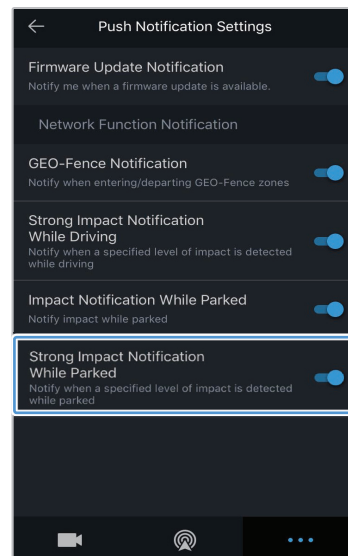 Push Notification Settings
Firmware Update Notification
Notify me when a firmware update is available.
Network Function Notification
GEO-Fence Notification
Notify when entering/departing GEO-Fence zones
Strong Impact Notification
While Driving
Notify when a specified level of impact is detected
while driving
Impact Notification While Parked
Notify impact while parked
Strong Impact Notification
While Parked
Notify when a specified level of impact is detected
while parked